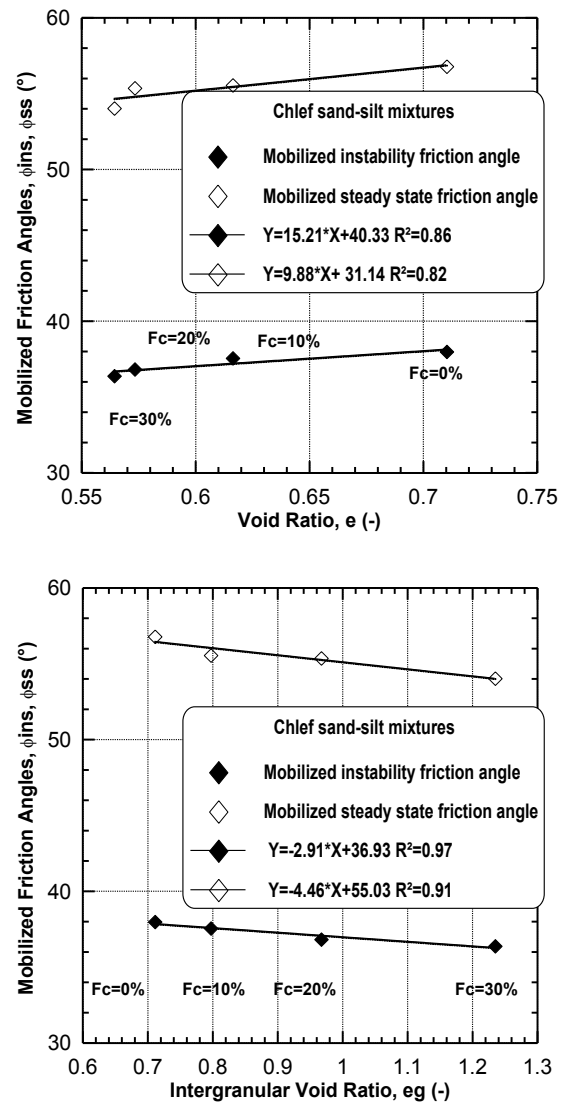 60
50
40
30
Mobilized Friction Angles, ϕins, ϕss (°)
Chlef sand-silt mixtures
Mobilized instability friction angle
Mobilized steady state friction angle
Y=15.21*X+40.33 R²=0.86
Y=9.88*X+ 31.14 R²=0.82
Fc=20%
Fc=10%
Fc=0%
Fc=30%
0.55 0.6 0.65 0.7 0.75
Void Ratio, e (-)
60
50
40
30
Mobilized Friction Angles, ϕins, ϕss (°)
Chlef sand-silt mixtures
Mobilized instability friction angle
Mobilized steady state friction angle
Y=-2.91*X+36.93 R²=0.97
Y=-4.46*X+55.03 R²=0.91
Fc=0% Fc=10% Fc=20% Fc=30%
0.6 0.7 0.8 0.9 1 1.1 1.2 1.3
Intergranular Void Ratio, eg (-)